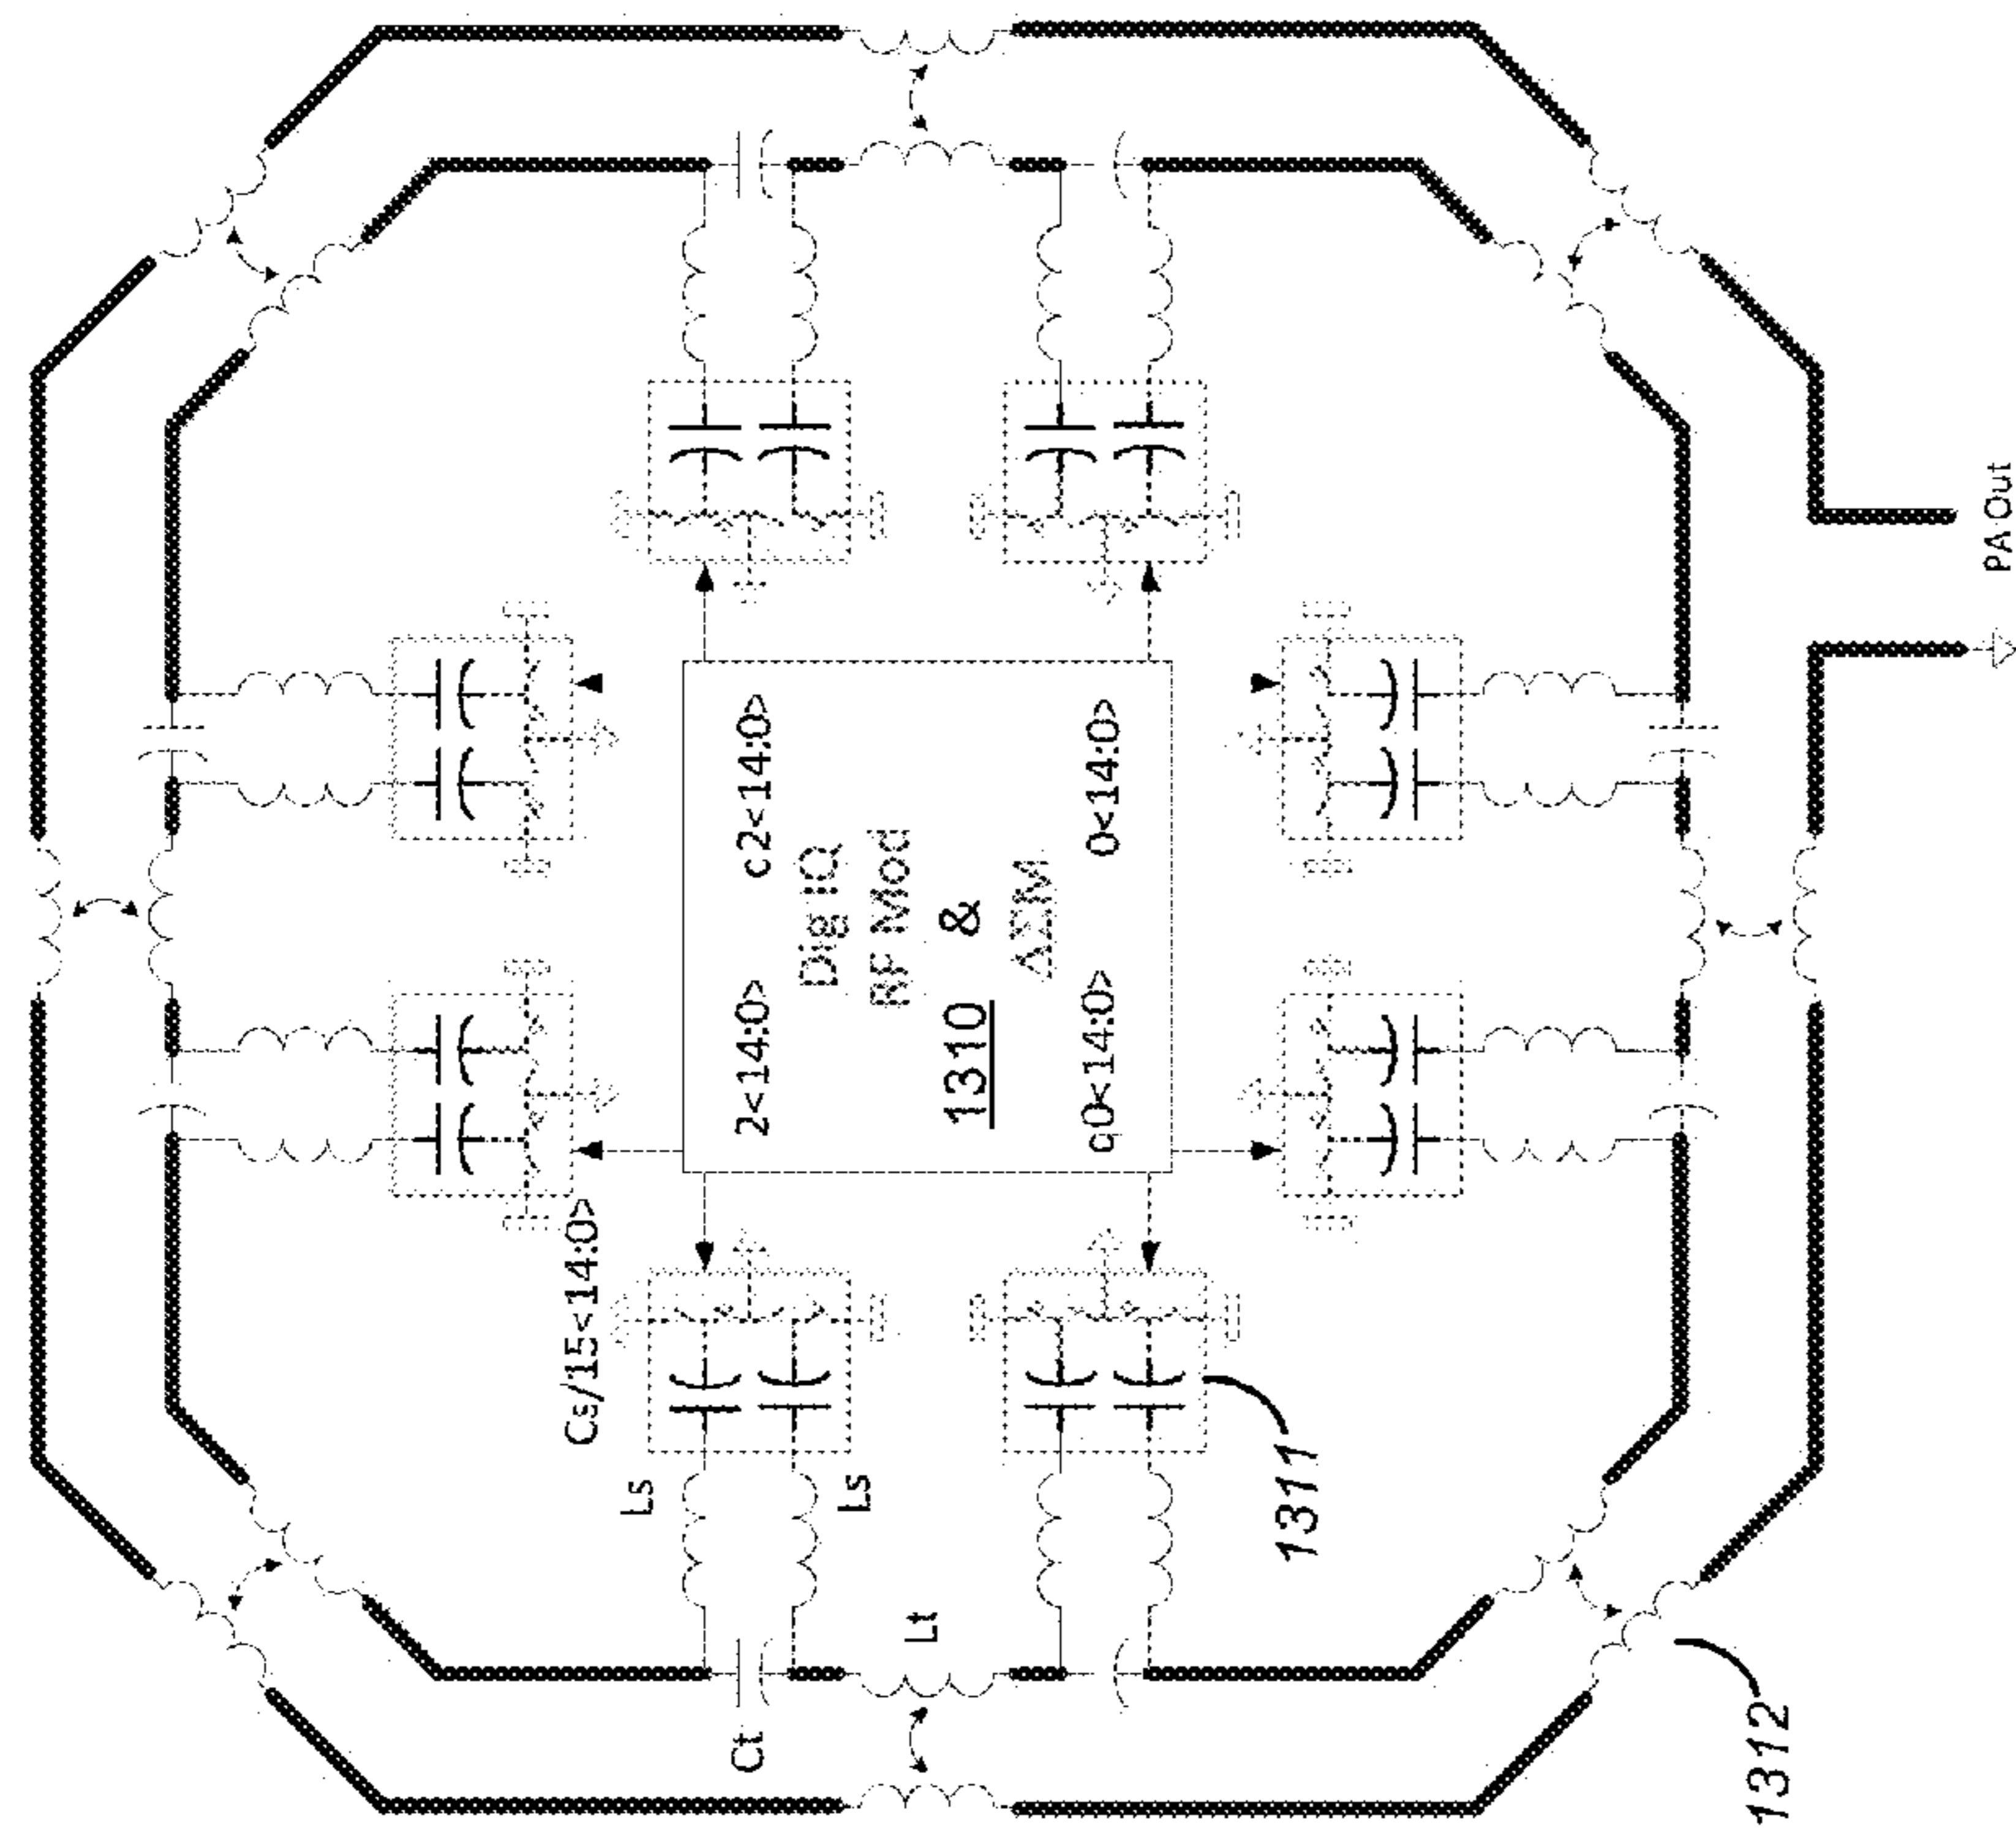 Cs/15<14:0>
Ls
Ls
Ct
Lt
2<14:0>
c2<14:0>
Dig IQ
RF Mod
1310 &
ΔΣM
q0<14:0>
0<14:0>
1311
1312
PA Out